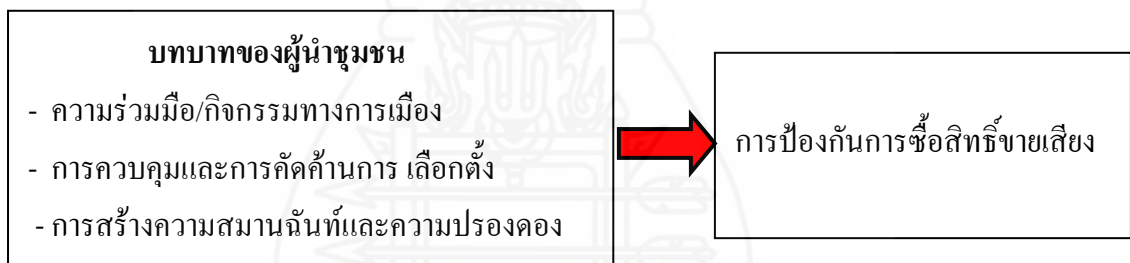 บทบาทของผู้นำชุมชน
- ความร่วมมือ/กิจกรรมทางการเมือง
- การควบคุมและการคัดค้านการ เลือกตั้ง
- การสร้างความสมานฉันท์และความปรองดอง
การป้องกันการซื้อสิทธิ์ขายเสียง